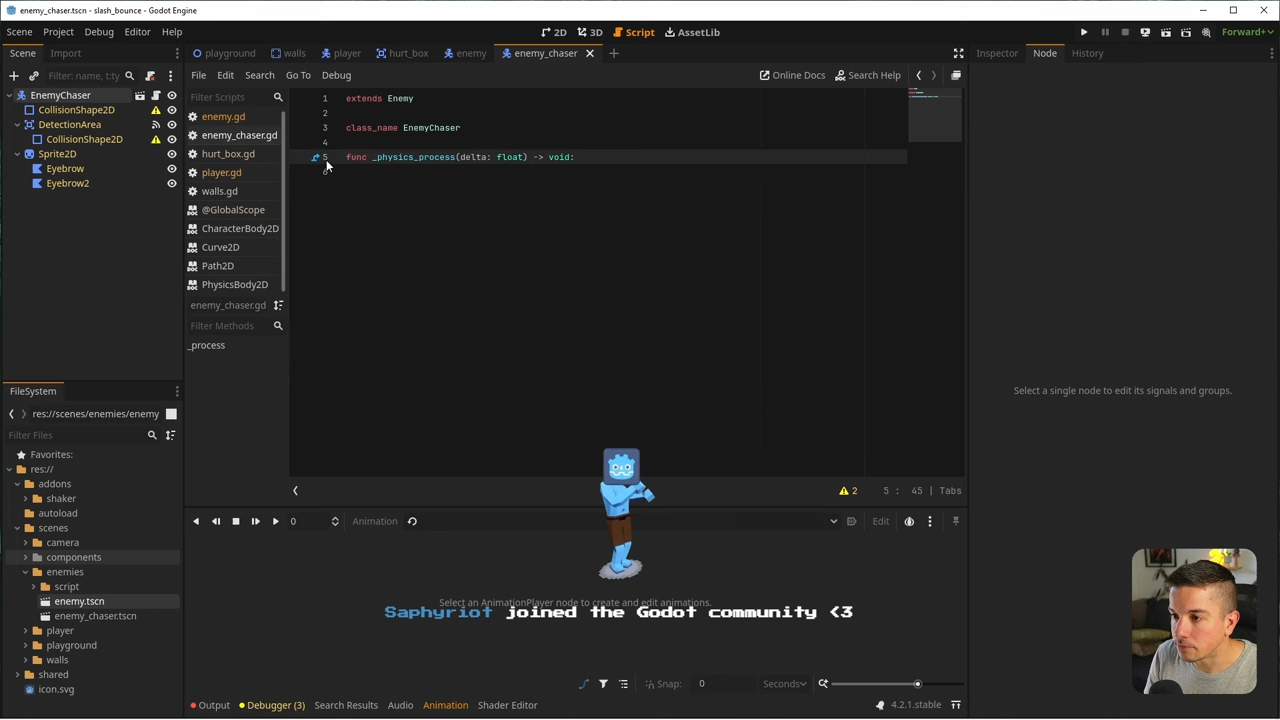 enemy_chaser.tscn - slash_bounce - Godot Engine
Scene Project Debug Editor Help
2D 3D Script AssetLib
Forward+
Scene Import
playground walls player hurt_box enemy enemy_chaser
Inspector Node History
Filter: name, t:ty
File Edit Search Go To Debug
Online Docs Search Help
EnemyChaser
CollisionShape2D
DetectionArea
CollisionShape2D
Sprite2D
Eyebrow
Eyebrow2
Filter Scripts
enemy.gd
enemy_chaser.gd
hurt_box.gd
player.gd
walls.gd
@GlobalScope
CharacterBody2D
Curve2D
Path2D
PhysicsBody2D
enemy_chaser.gd
Filter Methods
_process
1 extends Enemy
2
3 class_name EnemyChaser
4
5 func _physics_process(delta: float) -> void:
6
Select a single node to edit its signals and groups.
2 5 : 45 | Tabs
FileSystem
res://scenes/enemies/enemy
Filter Files
Favorites:
res://
addons
shaker
autoload
scenes
camera
components
enemies
script
enemy.tscn
enemy_chaser.tscn
player
playground
walls
shared
icon.svg
0 Animation Edit
Select an AnimationPlayer node to create and edit animations.
Saphyriot joined the Godot community <3
Snap: 0 Seconds
Output Debugger (3) Search Results Audio Animation Shader Editor
4.2.1.stable